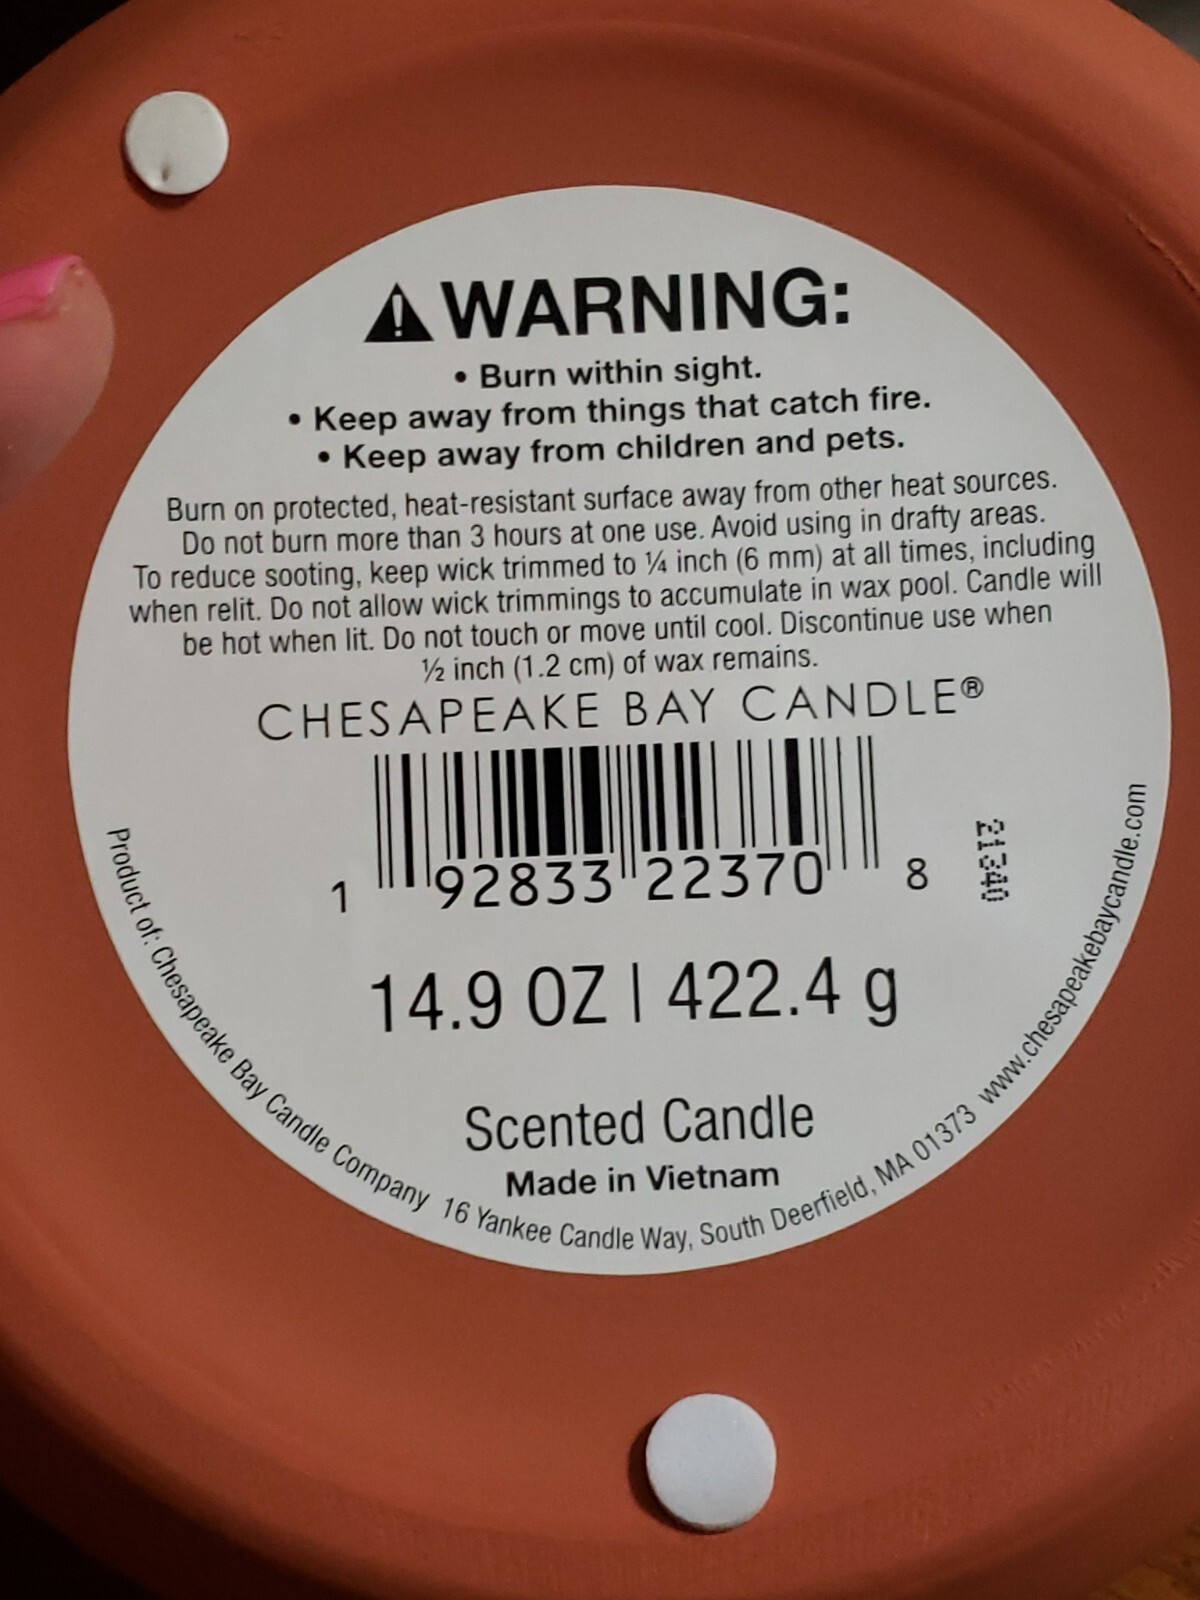 WARNING:
• Burn within sight.
• Keep away from things that catch fire.
• Keep away from children and pets.
Burn on protected, heat-resistant surface away from other heat sources.
Do not burn more than 3 hours at one use. Avoid using in drafty areas.
To reduce sooting, keep wick trimmed to ¼ inch (6 mm) at all times, including
when relit. Do not allow wick trimmings to accumulate in wax pool. Candle will
be hot when lit. Do not touch or move until cool. Discontinue use when
½ inch (1.2 cm) of wax remains.
CHESAPEAKE BAY CANDLE®
1 92833 22370 8
21340
14.9 OZ | 422.4 g
Scented Candle
Made in Vietnam
Product of: Chesapeake Bay Candle Company 16 Yankee Candle Way, South Deerfield, MA 01373 www.chesapeakebaycandle.com